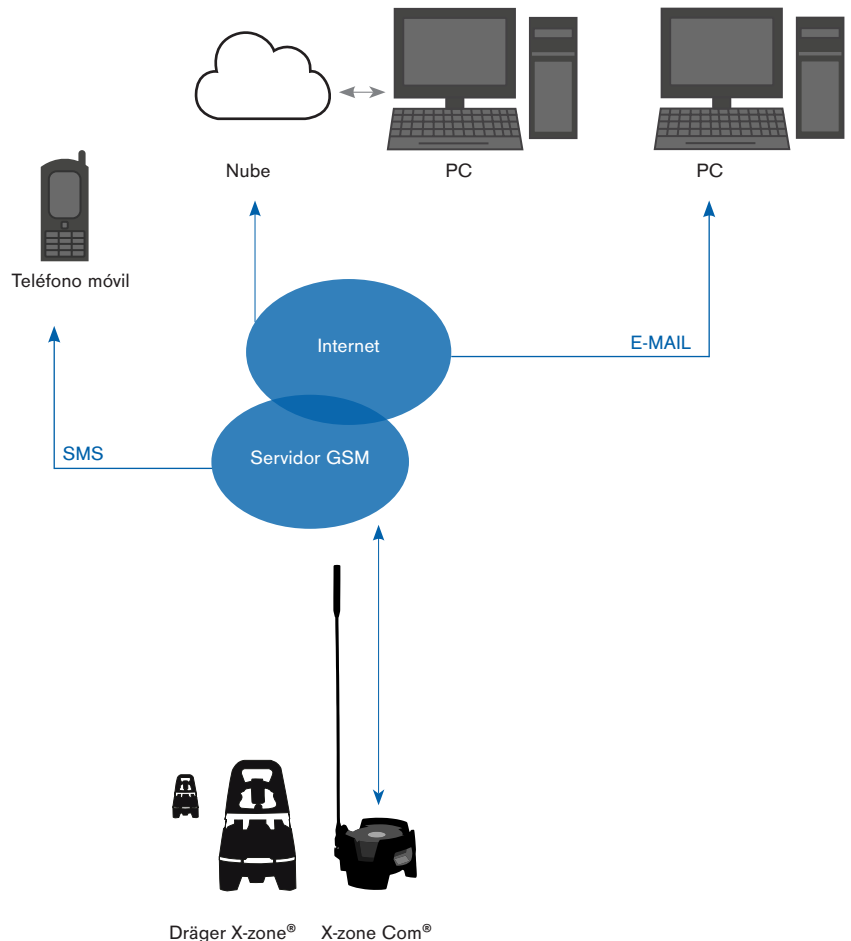 Nube
PC
PC
Teléfono móvil
Internet
E-MAIL
SMS
Servidor GSM
Dräger X-zone®
X-zone Com®